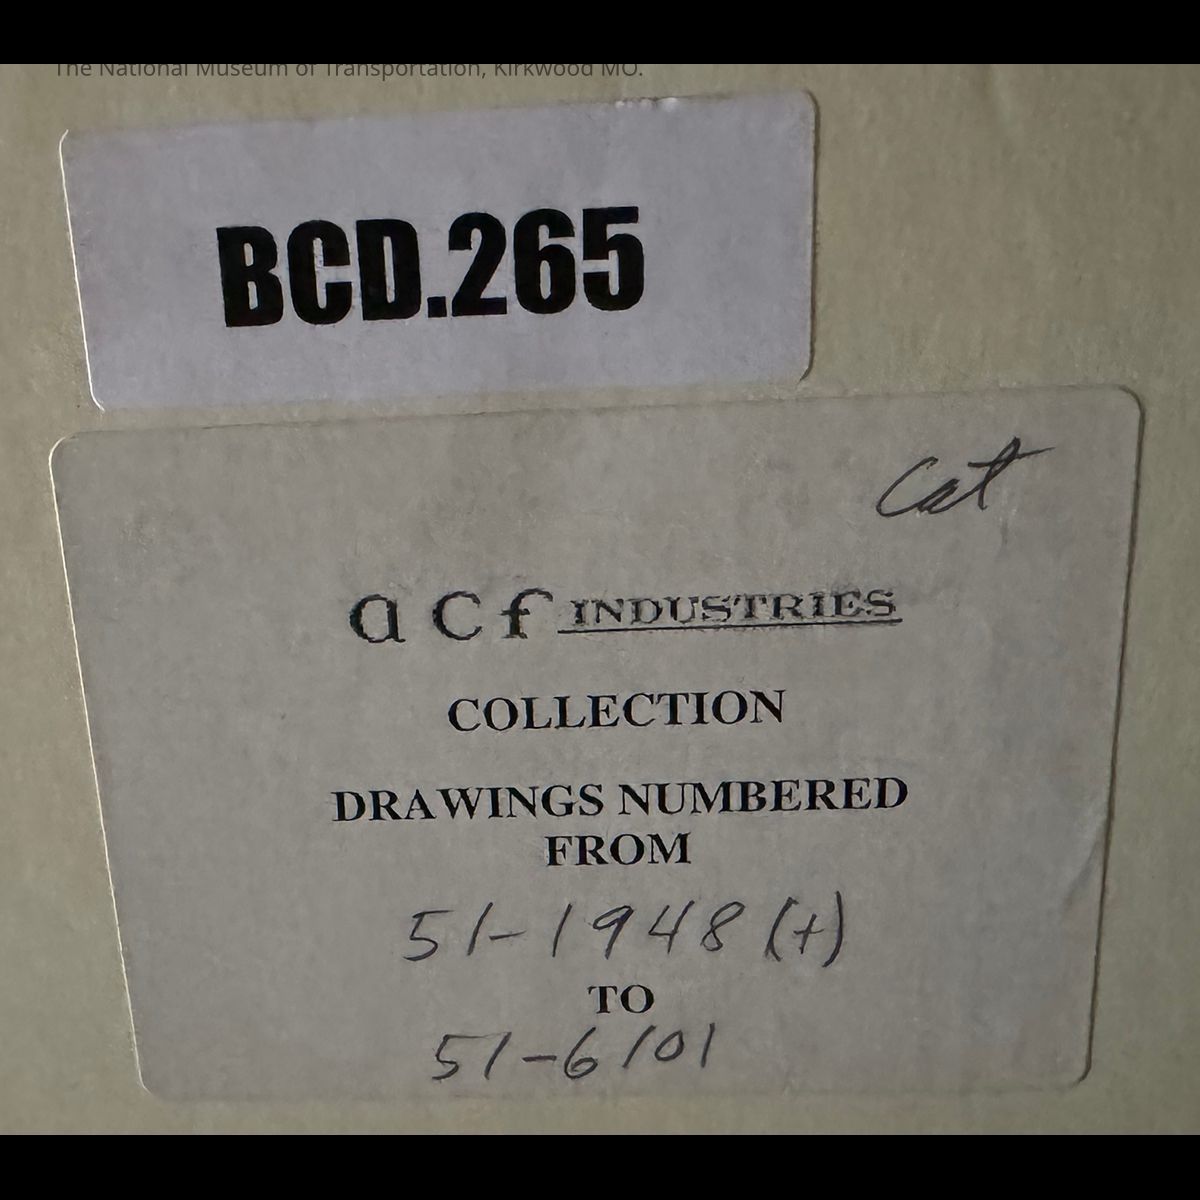 The National Museum of Transportation, Kirkwood MO.
BCD.265
Cat
acf INDUSTRIES
COLLECTION
DRAWINGS NUMBERED
FROM
51-1948 (+)
TO
51-6101